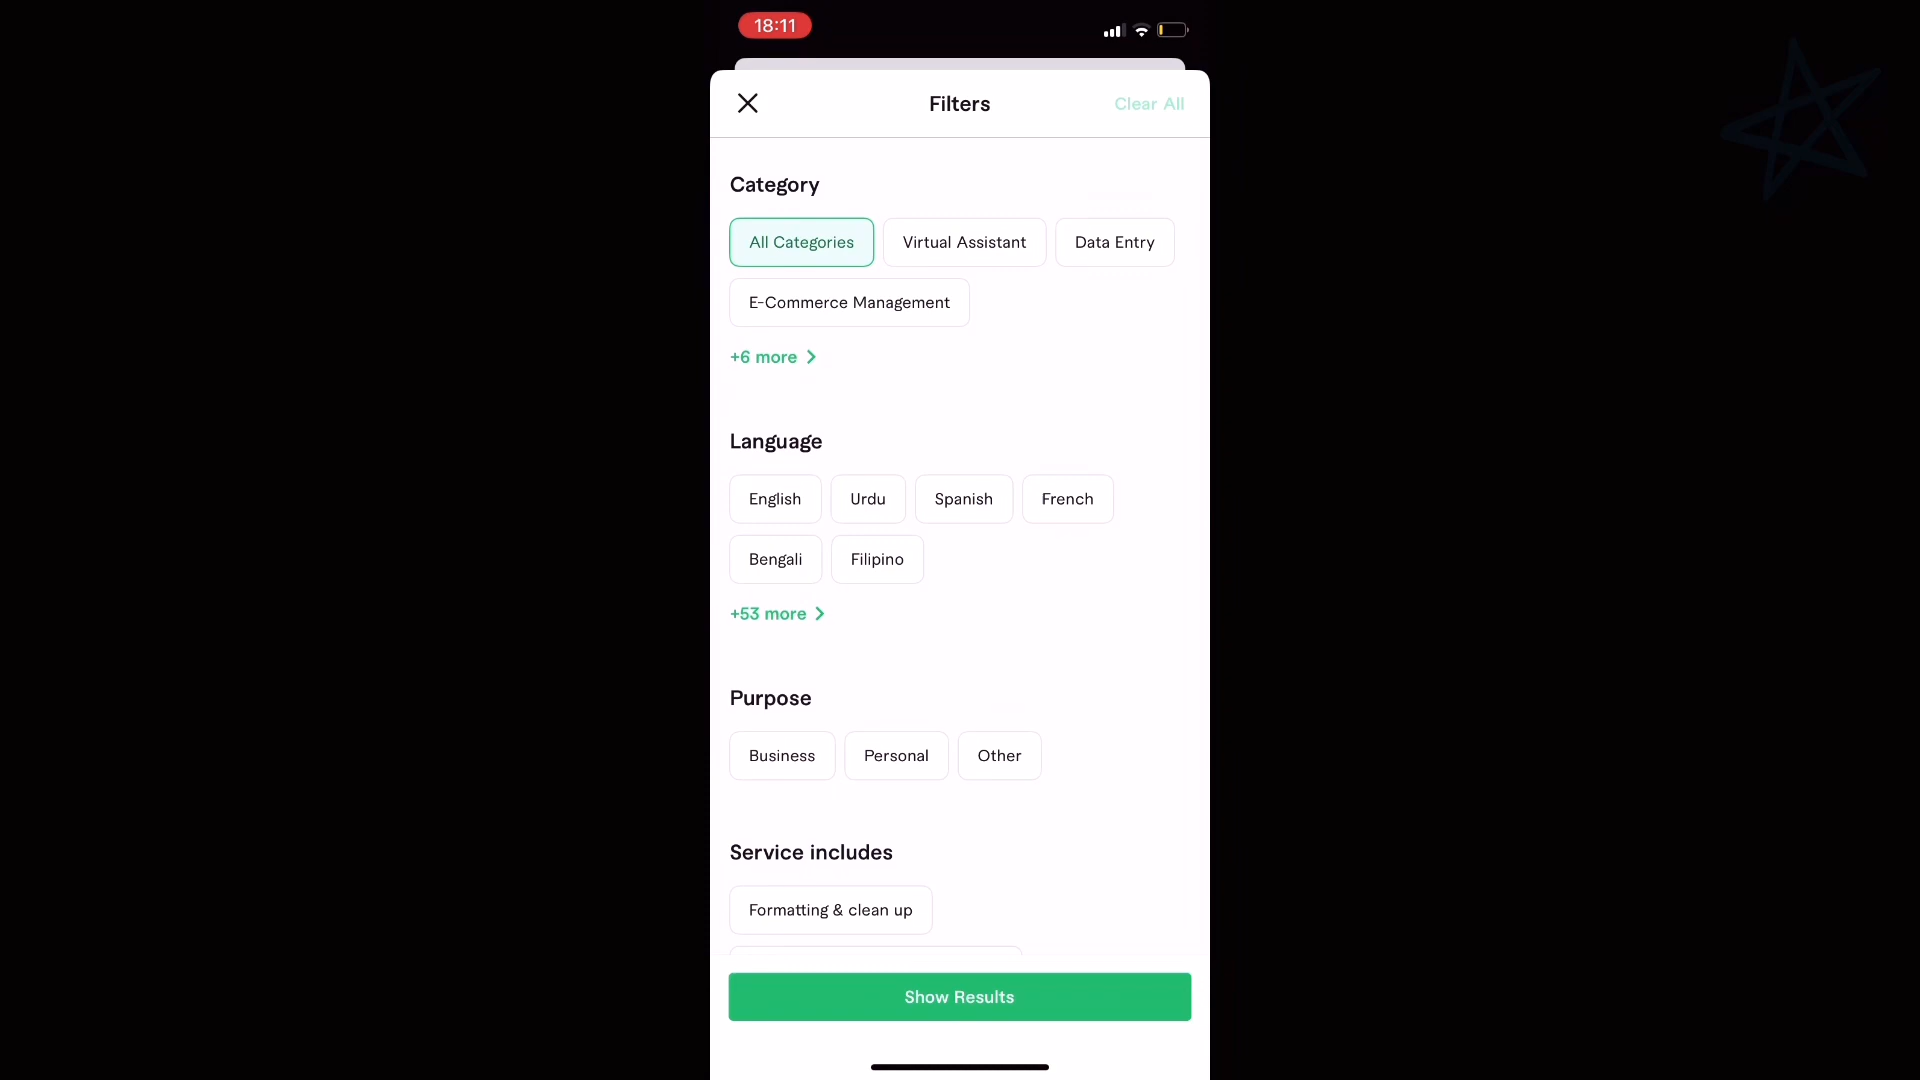 18:11
Filters
Clear All
Category
All Categories
Virtual Assistant
Data Entry
E-Commerce Management
+6 more
Language
English
Urdu
Spanish
French
Bengali
Filipino
+53 more
Purpose
Business
Personal
Other
Service includes
Formatting & clean up
Show Results